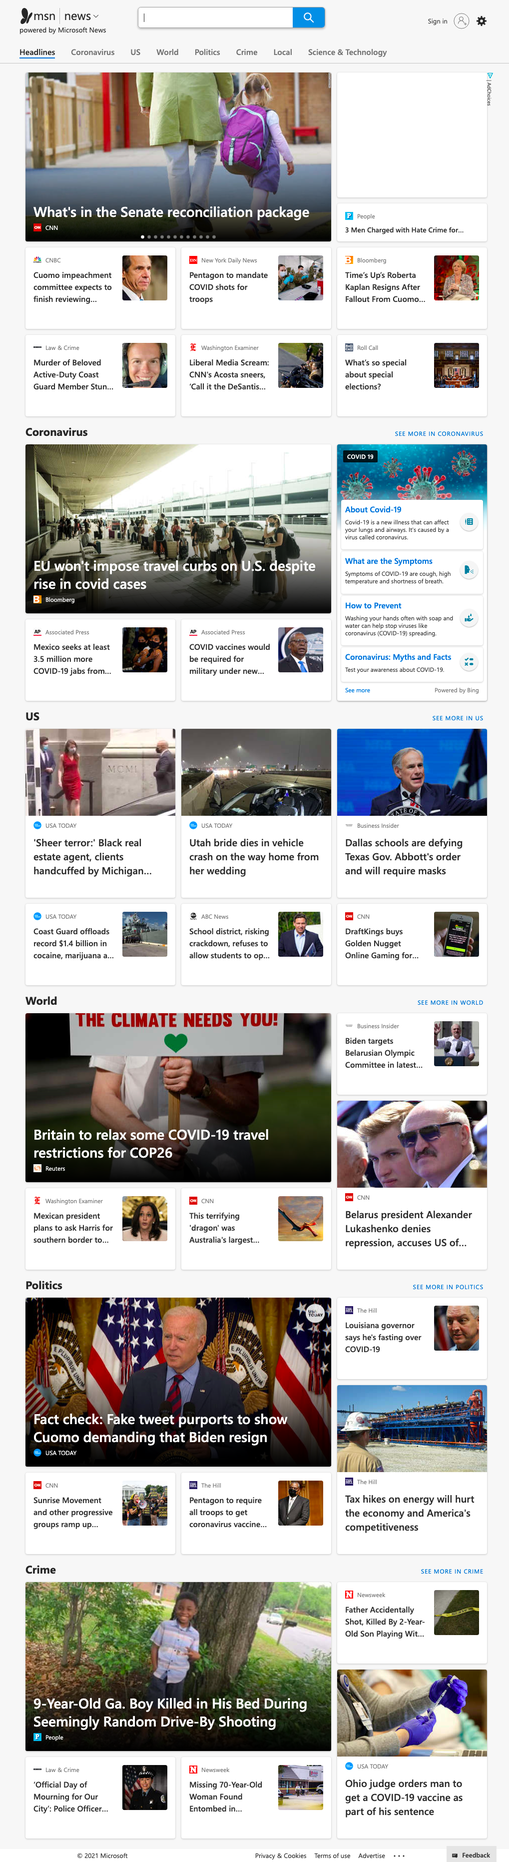 msn | news
powered by Microsoft News
Sign in
Headlines Coronavirus US World Politics Crime Local Science & Technology
What's in the Senate reconciliation package
CNN
AdChoices
People
3 Men Charged with Hate Crime for...
CNBC
Cuomo impeachment
committee expects to
finish reviewing...
New York Daily News
Pentagon to mandate
COVID shots for
troops
Bloomberg
Time's Up's Roberta
Kaplan Resigns After
Fallout From Cuomo...
Law & Crime
Murder of Beloved
Active-Duty Coast
Guard Member Stun...
Washington Examiner
Liberal Media Scream:
CNN's Acosta sneers,
'Call it the DeSantis...
Roll Call
What's so special
about special
elections?
Coronavirus
SEE MORE IN CORONAVIRUS
EU won't impose travel curbs on U.S. despite
rise in covid cases
Bloomberg
COVID 19
About Covid-19
Covid-19 is a new illness that can affect
your lungs and airways. It's caused by a
virus called coronavirus.
What are the Symptoms
Symptoms of COVID-19 are cough, high
temperature and shortness of breath.
How to Prevent
Washing your hands often with soap and
water can help stop viruses like
coronavirus (COVID-19) spreading.
Coronavirus: Myths and Facts
Test your awareness about COVID-19.
See more
Powered by Bing
AP Associated Press
Mexico seeks at least
3.5 million more
COVID-19 jabs from...
AP Associated Press
COVID vaccines would
be required for
military under new...
US
SEE MORE IN US
MCML
USA TODAY
'Sheer terror:' Black real
estate agent, clients
handcuffed by Michigan...
USA TODAY
Utah bride dies in vehicle
crash on the way home from
her wedding
Business Insider
Dallas schools are defying
Texas Gov. Abbott's order
and will require masks
USA TODAY
Coast Guard offloads
record $1.4 billion in
cocaine, marijuana a...
ABC News
School district, risking
crackdown, refuses to
allow students to op...
CNN
DraftKings buys
Golden Nugget
Online Gaming for...
World
SEE MORE IN WORLD
THE CLIMATE NEEDS YOU!
Britain to relax some COVID-19 travel
restrictions for COP26
Reuters
Business Insider
Biden targets
Belarusian Olympic
Committee in latest...
CNN
Belarus president Alexander
Lukashenko denies
repression, accuses US of...
Washington Examiner
Mexican president
plans to ask Harris for
southern border to...
CNN
This terrifying
'dragon' was
Australia's largest...
Politics
SEE MORE IN POLITICS
USA TODAY
Fact check: Fake tweet purports to show
Cuomo demanding that Biden resign
USA TODAY
The Hill
Louisiana governor
says he's fasting over
COVID-19
The Hill
Tax hikes on energy will hurt
the economy and America's
competitiveness
CNN
Sunrise Movement
and other progressive
groups ramp up...
The Hill
Pentagon to require
all troops to get
coronavirus vaccine...
Crime
SEE MORE IN CRIME
9-Year-Old Ga. Boy Killed in His Bed During
Seemingly Random Drive-By Shooting
People
Newsweek
Father Accidentally
Shot, Killed By 2-Year-
Old Son Playing Wit...
USA TODAY
Ohio judge orders man to
get a COVID-19 vaccine as
part of his sentence
Law & Crime
'Official Day of
Mourning for Our
City': Police Officer...
Newsweek
Missing 70-Year-Old
Woman Found
Entombed in...
© 2021 Microsoft Privacy & Cookies Terms of use Advertise ... Feedback